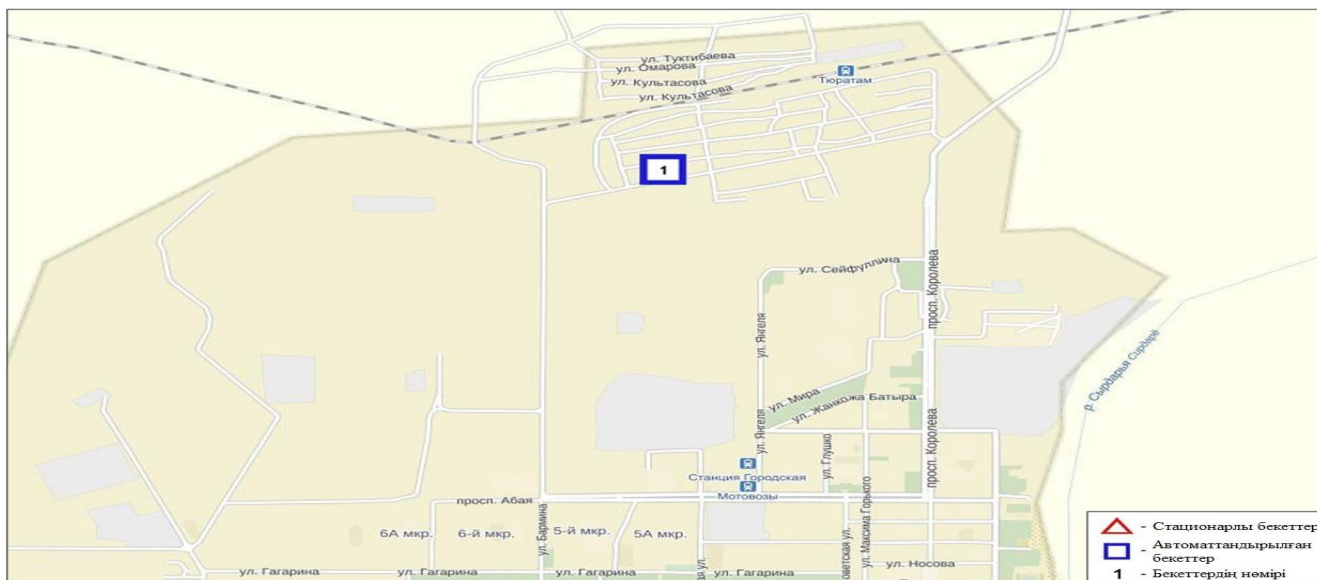 ул. Туктибаева
ул. Омарова
ул. Культасова
ул. Культасова
Тюратам
1
ул. Сейфуллина
просп. Королева
ул. Янгеля
р. Сырдарья Сирдарё
ул. Мира
ул. Жанкожа Батыра
ул. Янгеля
ул. Глушко
просп. Королева
Станция Городская
Мотовозы
ул. Максима Горького
просп. Абая
ул. Бармина
6А мкр.
6-й мкр.
5-й мкр.
5А мкр.
ул. Носова
ул. Гагарина
ул. Гагарина
ул. Гагарина
- Стационарлы бекеттер
- Автоматтандырылған
бекеттер
1 - Бекеттердің нөмірі